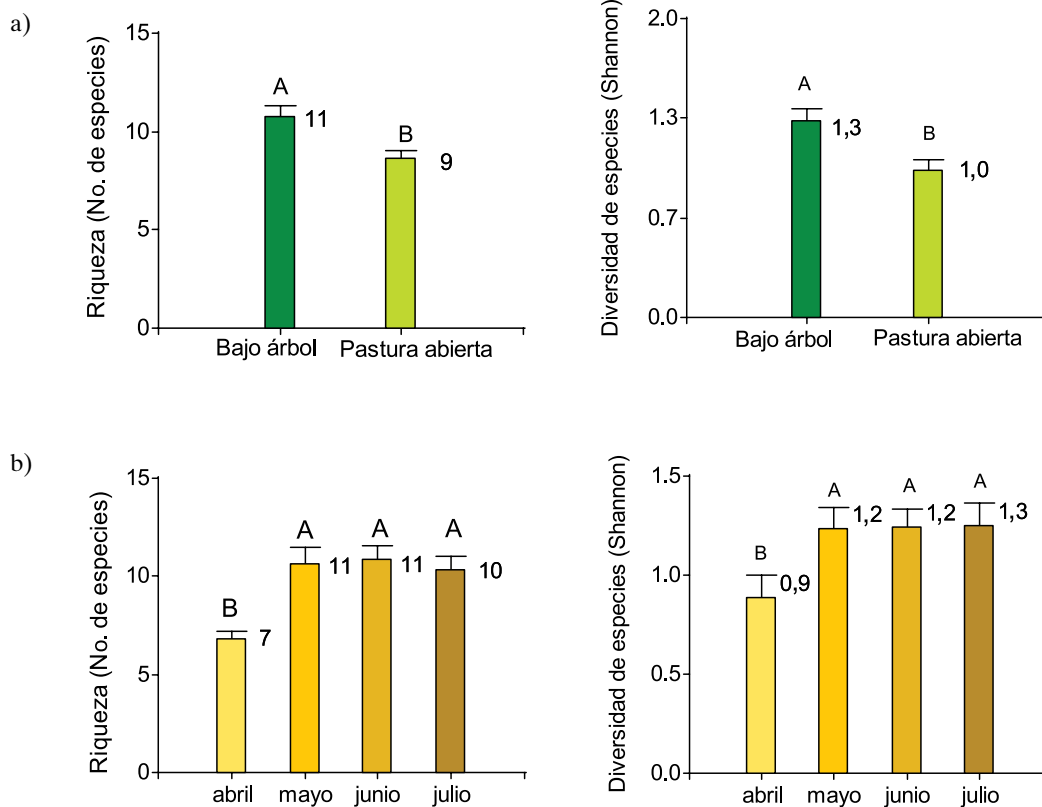 a)
Riqueza (No. de especies)
15
10
5
0
A
11
B
9
Bajo árbol
Pastura abierta
Diversidad de especies (Shannon)
2.0
1.3
0.7
0.0
A
1,3
B
1,0
Bajo árbol
Pastura abierta
b)
Riqueza (No. de especies)
15
10
5
0
B
7
A
11
A
11
A
10
abril
mayo
junio
julio
Diversidad de especies (Shannon)
1.5
1.0
0.5
0.0
B
0,9
A
1,2
A
1,2
A
1,3
abril
mayo
junio
julio